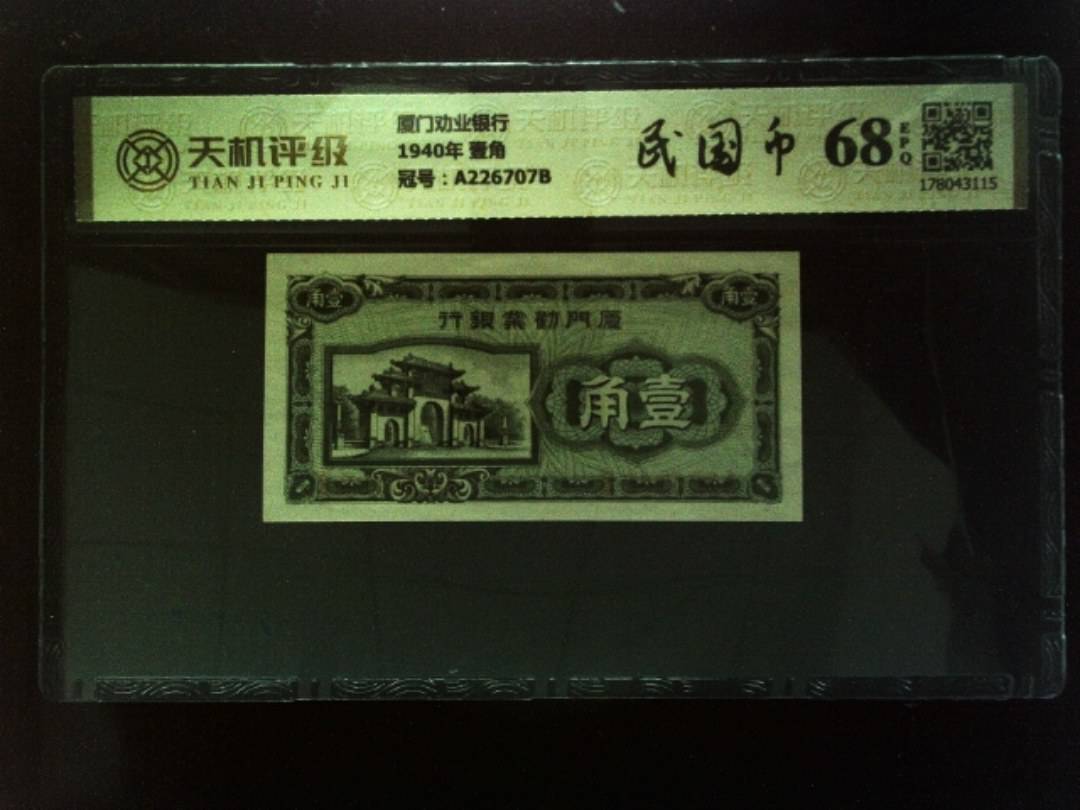 天机评级
TIAN JI PING JI
厦门劝业银行
1940年 壹角
冠号：A226707B
民国币
68
EPQ
178043115
角壹
角壹
行銀業勸門廈
角壹